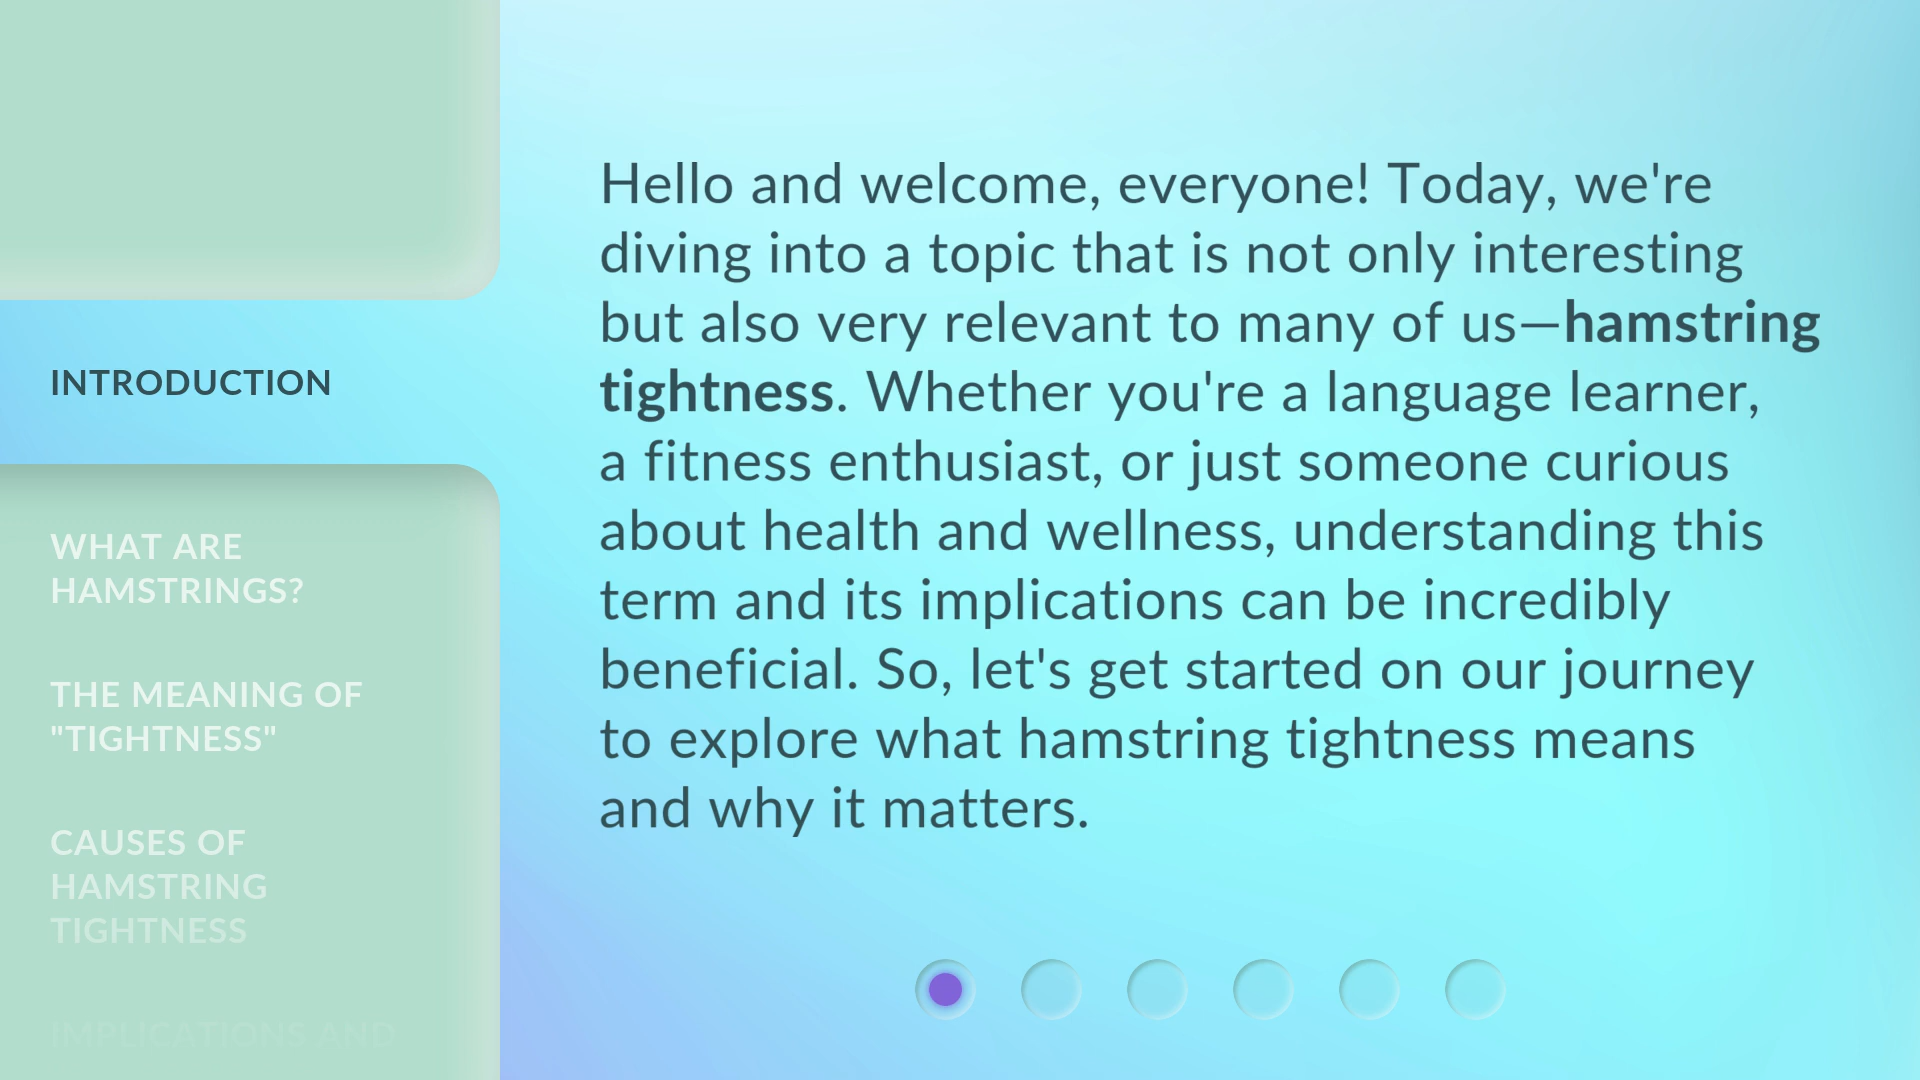 INTRODUCTION
WHAT ARE
HAMSTRINGS?
THE MEANING OF
"TIGHTNESS"
CAUSES OF
HAMSTRING
TIGHTNESS
IMPLICATIONS AND
Hello and welcome, everyone! Today, we're
diving into a topic that is not only interesting
but also very relevant to many of us—hamstring
tightness. Whether you're a language learner,
a fitness enthusiast, or just someone curious
about health and wellness, understanding this
term and its implications can be incredibly
beneficial. So, let's get started on our journey
to explore what hamstring tightness means
and why it matters.